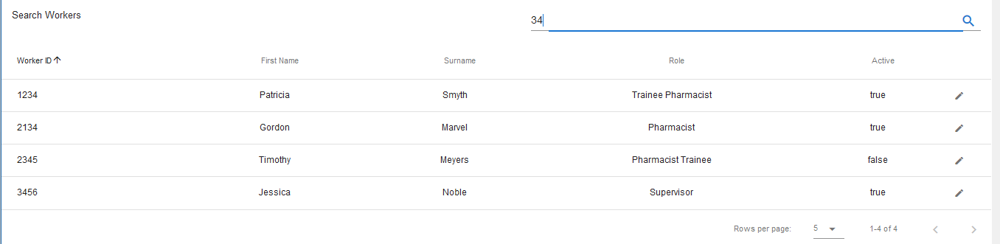 Search Workers
34
Worker ID First Name Surname Role Active
1234 Patricia Smyth Trainee Pharmacist true
2134 Gordon Marvel Pharmacist true
2345 Timothy Meyers Pharmacist Trainee false
3456 Jessica Noble Supervisor true
Rows per page: 5 1-4 of 4